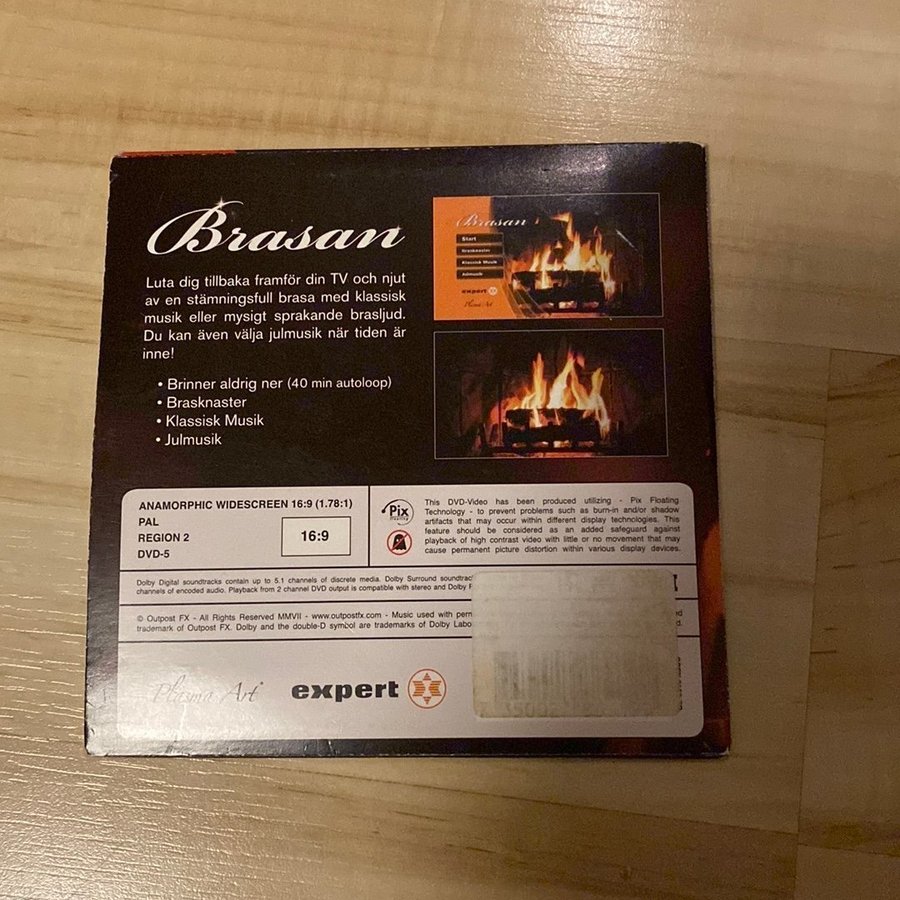 Brasan
Luta dig tillbaka framför din TV och njut
av en stämningsfull brasa med klassisk
musik eller mysigt sprakande brasljud.
Du kan även välja julmusik när tiden är
inne!
• Brinner aldrig ner (40 min autoloop)
• Brasknaster
• Klassisk Musik
• Julmusik
Brasan
Start
Brasknaster
Klassisk Musik
Julmusik
expert
Plasma Art
ANAMORPHIC WIDESCREEN 16:9 (1.78:1)
PAL
REGION 2
DVD-5
16:9
Pix
floating
This DVD-Video has been produced utilizing - Pix Floating
Technology - to prevent problems such as burn-in and/or shadow
artifacts that may occur within different display technologies. This
feature should be considered as an added safeguard against
playback of high contrast video with little or no movement that may
cause permanent picture distortion within various display devices.
Dolby Digital soundtracks contain up to 5.1 channels of discrete media. Dolby Surround
channels of encoded audio. Playback from 2 channel DVD output is compatible with stereo and Dolby
© Outpost FX - All Rights Reserved MMVII - www.outpostfx.com - Music used with
trademark of Outpost FX. Dolby and the double-D symbol are trademarks of Dolby
Plasma Art®
expert